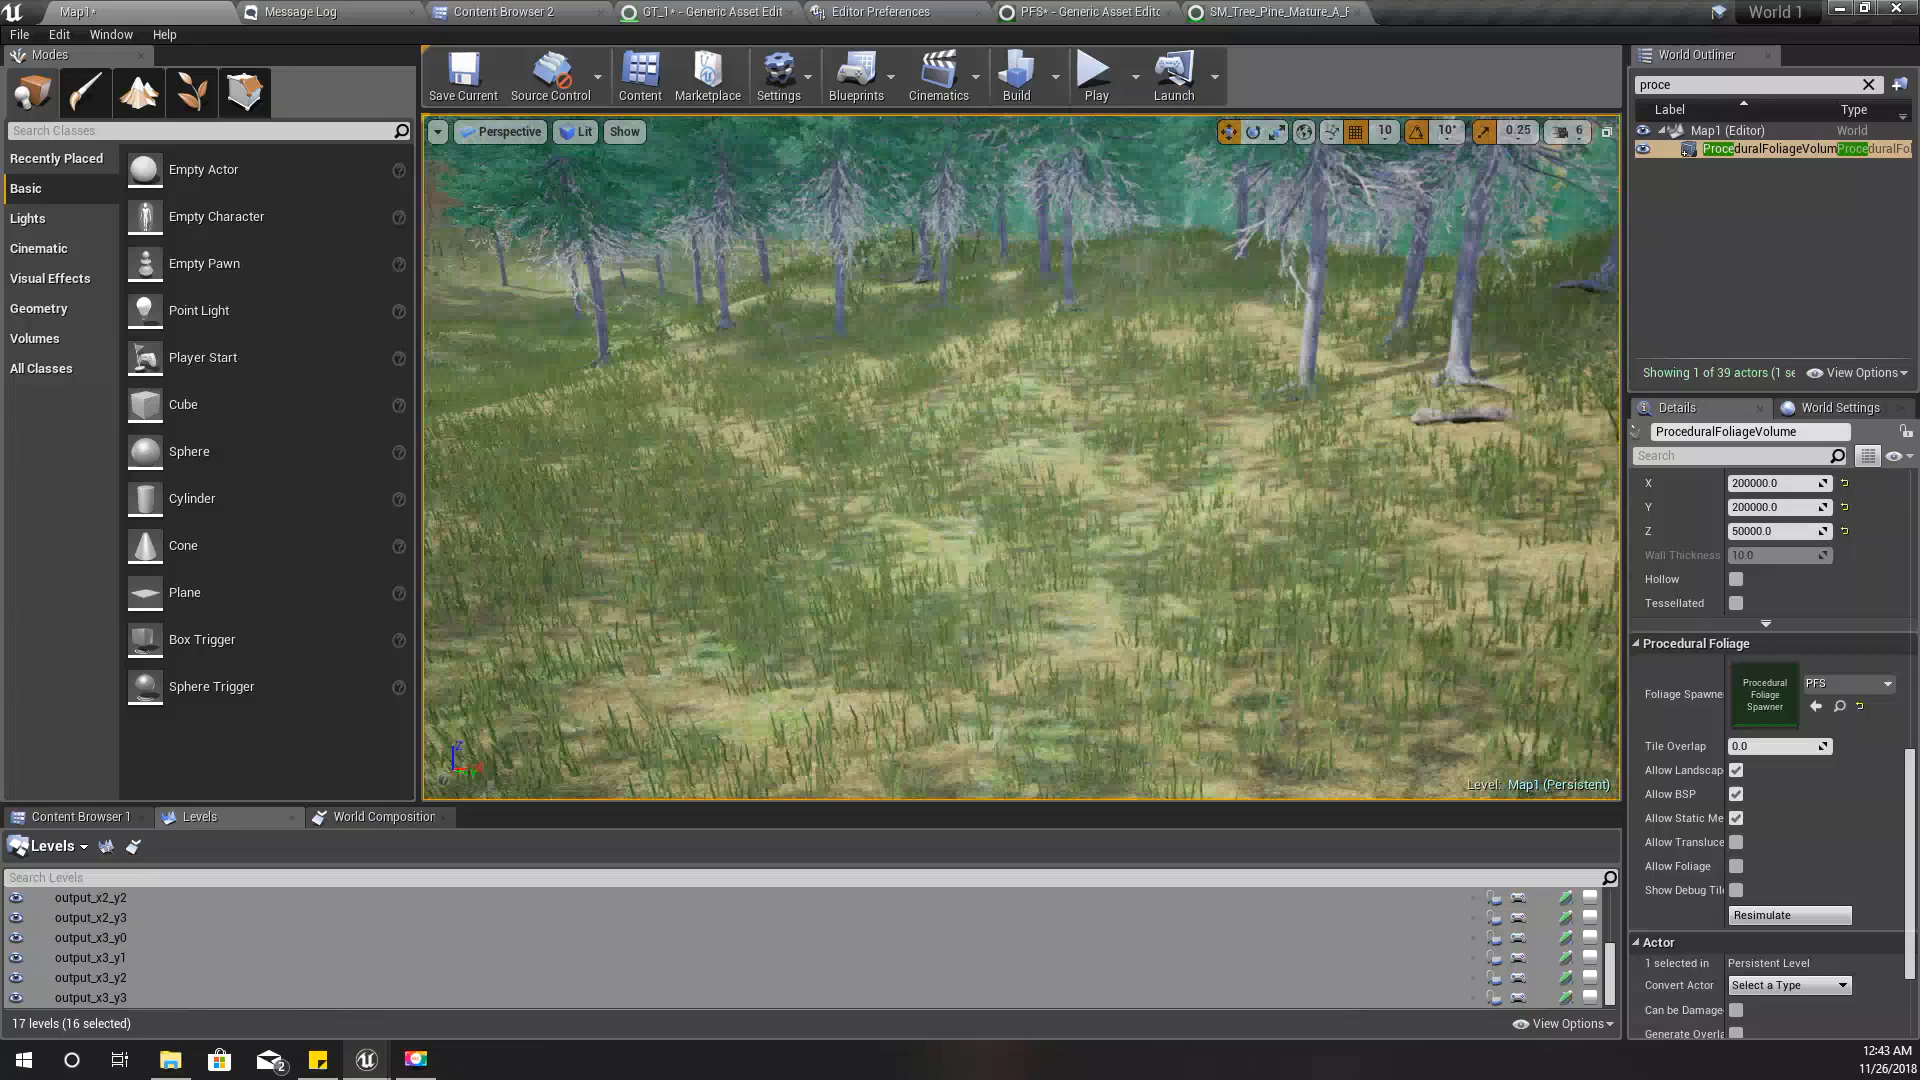 Map1*
Message Log
Content Browser 2
GT_1* - Generic Asset Edit
Editor Preferences
PFS* - Generic Asset Edito
SM_Tree_Pine_Mature_A_F
World 1
File Edit Window Help
Modes
Search Classes
Recently Placed
Basic
Lights
Cinematic
Visual Effects
Geometry
Volumes
All Classes
Empty Actor
Empty Character
Empty Pawn
Point Light
Player Start
Cube
Sphere
Cylinder
Cone
Plane
Box Trigger
Sphere Trigger
Save Current
Source Control
Content
Marketplace
Settings
Blueprints
Cinematics
Build
Play
Launch
Perspective
Lit
Show
10
10°
0.25
6
Z
Level: Map1 (Persistent)
World Outliner
proce
Label Type
Map1 (Editor) World
ProceduralFoliageVolum ProceduralFol
Showing 1 of 39 actors (1 se
View Options
Details
World Settings
ProceduralFoliageVolume
Search
X 200000.0
Y 200000.0
Z 50000.0
Wall Thickness 10.0
Hollow
Tessellated
Procedural Foliage
Foliage Spawne
Procedural
Foliage
Spawner
PFS
Tile Overlap 0.0
Allow Landscap
Allow BSP
Allow Static Me
Allow Transluce
Allow Foliage
Show Debug Tile
Resimulate
Actor
1 selected in Persistent Level
Convert Actor Select a Type
Can be Damage
Generate Overla
Content Browser 1
Levels
World Composition
Levels
Search Levels
output_x2_y2
output_x2_y3
output_x3_y0
output_x3_y1
output_x3_y2
output_x3_y3
17 levels (16 selected)
View Options
2
12:43 AM
11/26/2018